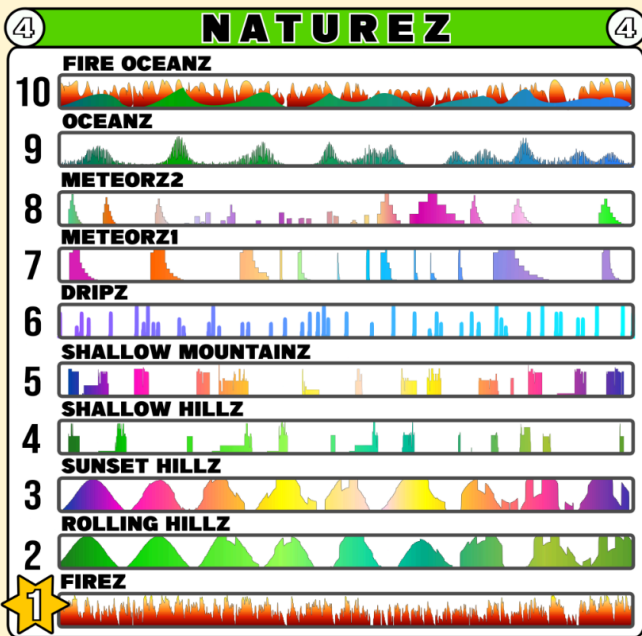 4 NATUREZ 4
FIRE OCEANZ
10
OCEANZ
9
METEORZ2
8
METEORZ1
7
DRIPZ
6
SHALLOW MOUNTAINZ
5
SHALLOW HILLZ
4
SUNSET HILLZ
3
ROLLING HILLZ
2
FIREZ
1